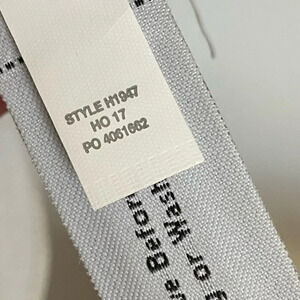 STYLE H1947
HO 17
PO 4061662
Before
or Wash